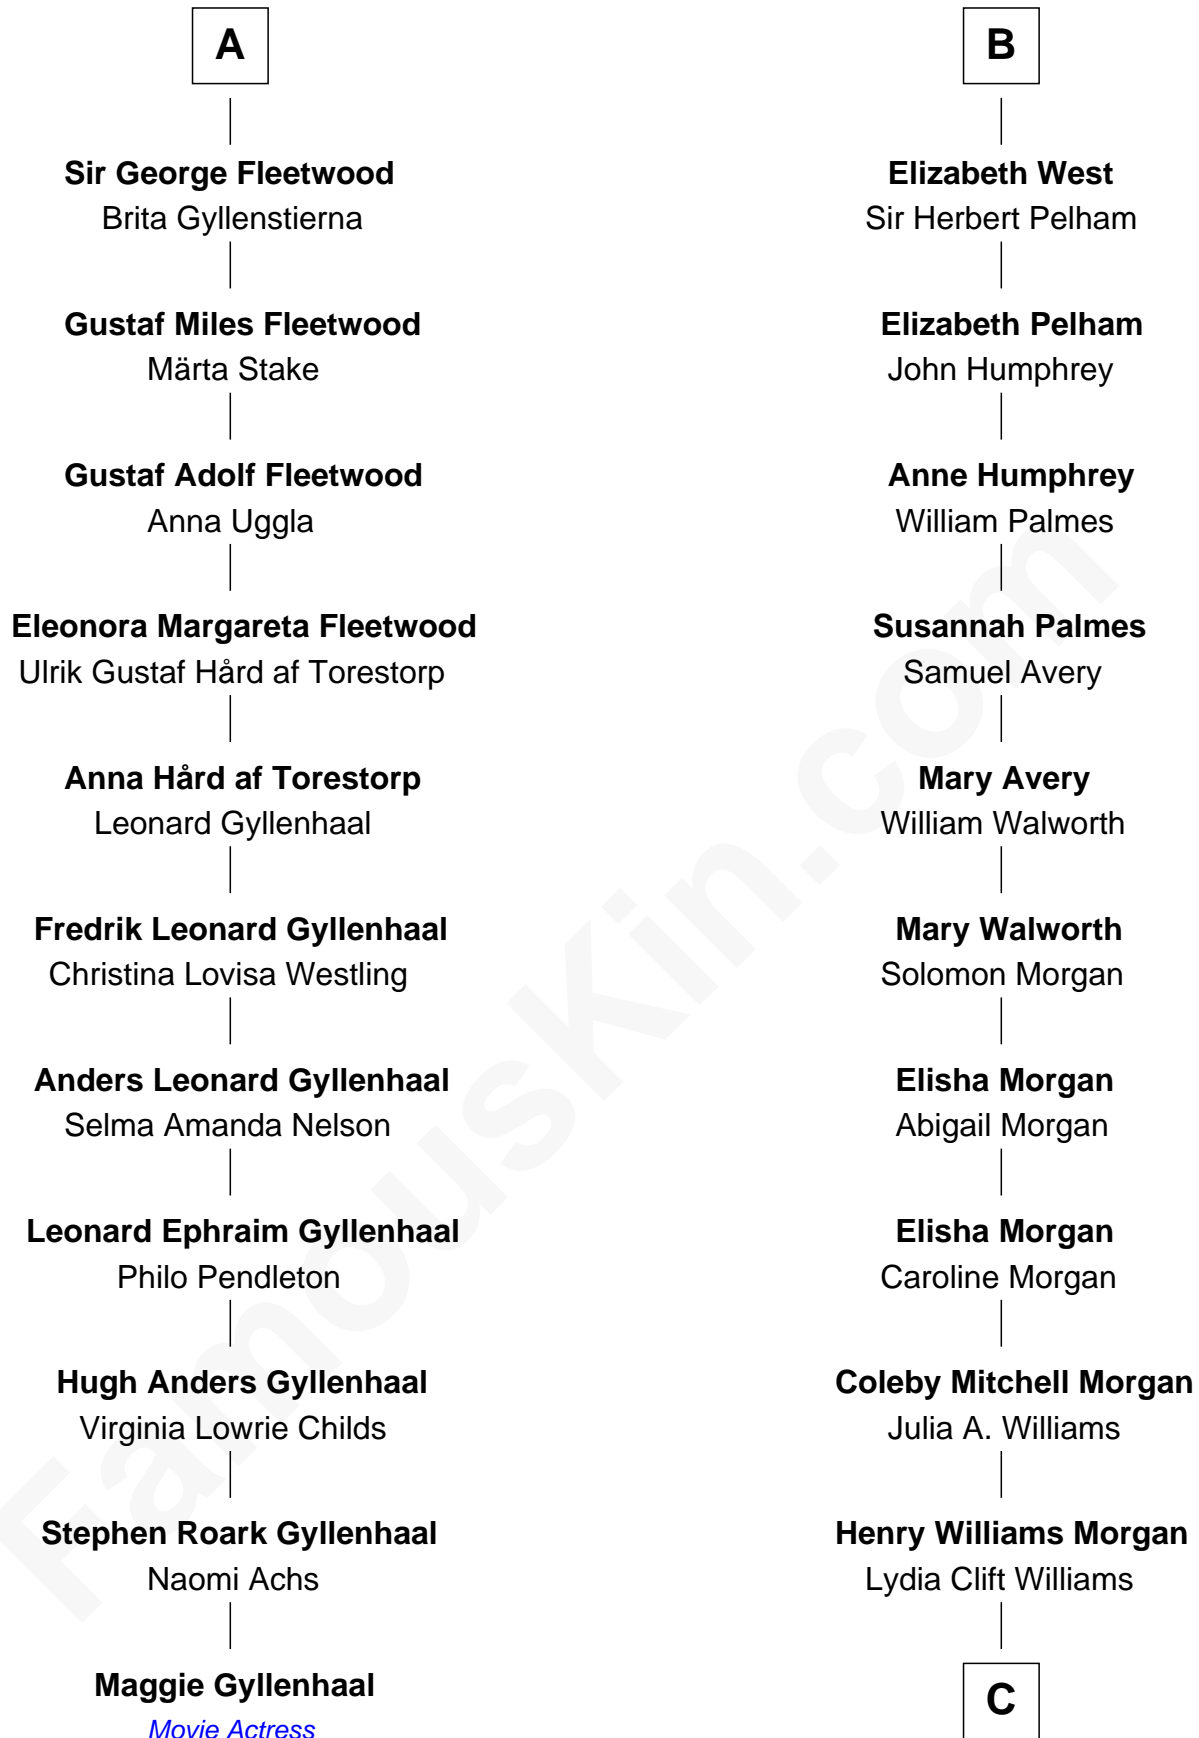 A
Sir George Fleetwood
Brita Gyllenstierna
Gustaf Miles Fleetwood
Märta Stake
Gustaf Adolf Fleetwood
Anna Uggla
Eleonora Margareta Fleetwood
Ulrik Gustaf Hård af Torestorp
Anna Hård af Torestorp
Leonard Gyllenhaal
Fredrik Leonard Gyllenhaal
Christina Lovisa Westling
Anders Leonard Gyllenhaal
Selma Amanda Nelson
Leonard Ephraim Gyllenhaal
Philo Pendleton
Hugh Anders Gyllenhaal
Virginia Lowrie Childs
Stephen Roark Gyllenhaal
Naomi Achs
Maggie Gyllenhaal
Movie Actress
B
Elizabeth West
Sir Herbert Pelham
Elizabeth Pelham
John Humphrey
Anne Humphrey
William Palmes
Susannah Palmes
Samuel Avery
Mary Avery
William Walworth
Mary Walworth
Solomon Morgan
Elisha Morgan
Abigail Morgan
Elisha Morgan
Caroline Morgan
Coleby Mitchell Morgan
Julia A. Williams
Henry Williams Morgan
Lydia Clift Williams
C
FamousKin.com